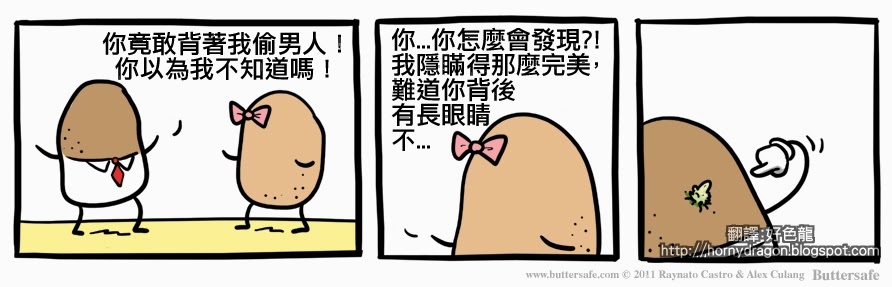 你竟敢背著我偷男人！
你以為我不知道嗎！
你...你怎麼會發現?!
我隱瞞得那麼完美，
難道你背後
有長眼睛
不...
翻譯:好色龍
http://hornydragon.blogspot.com
www.buttersafe.com © 2011 Raynato Castro & Alex Culang Buttersafe